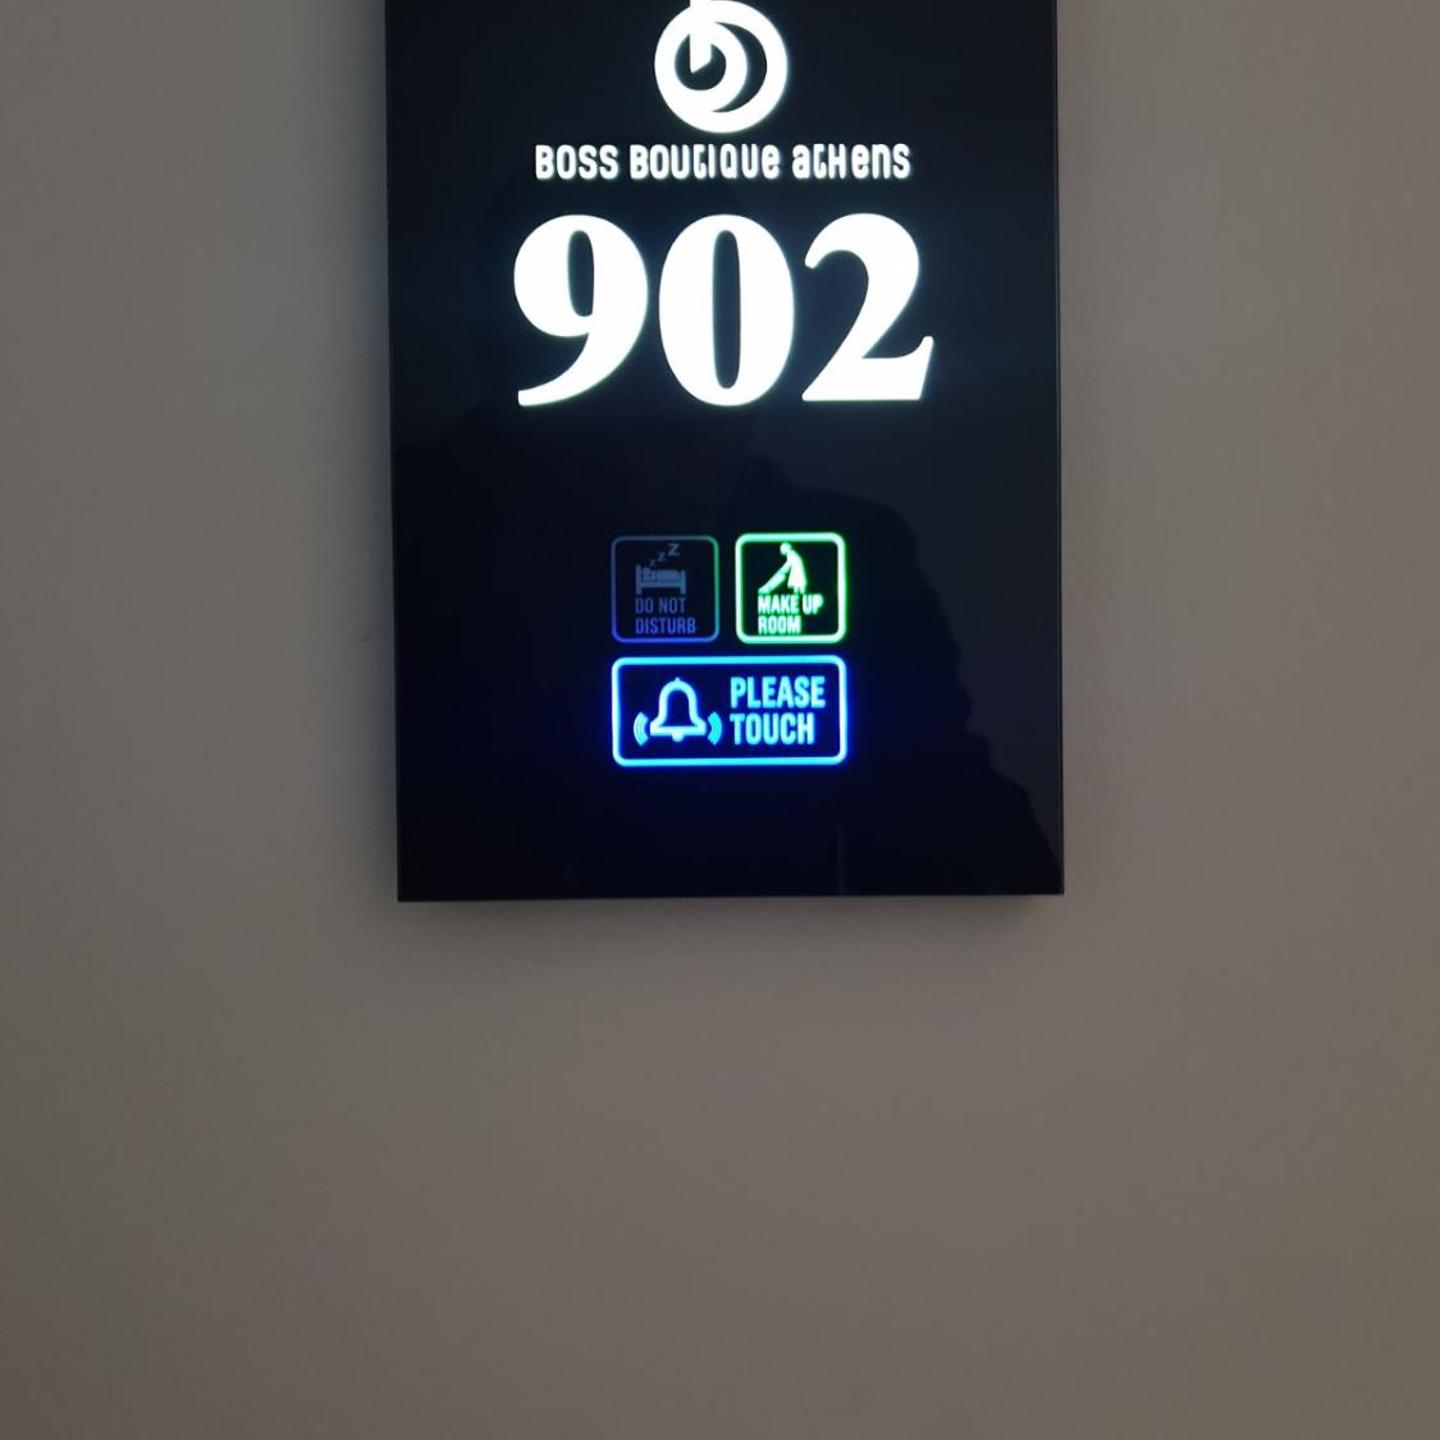 BOSS BOUTIQUE ATHENS
902
z z Z
DO NOT
DISTURB
MAKE UP
ROOM
PLEASE
TOUCH